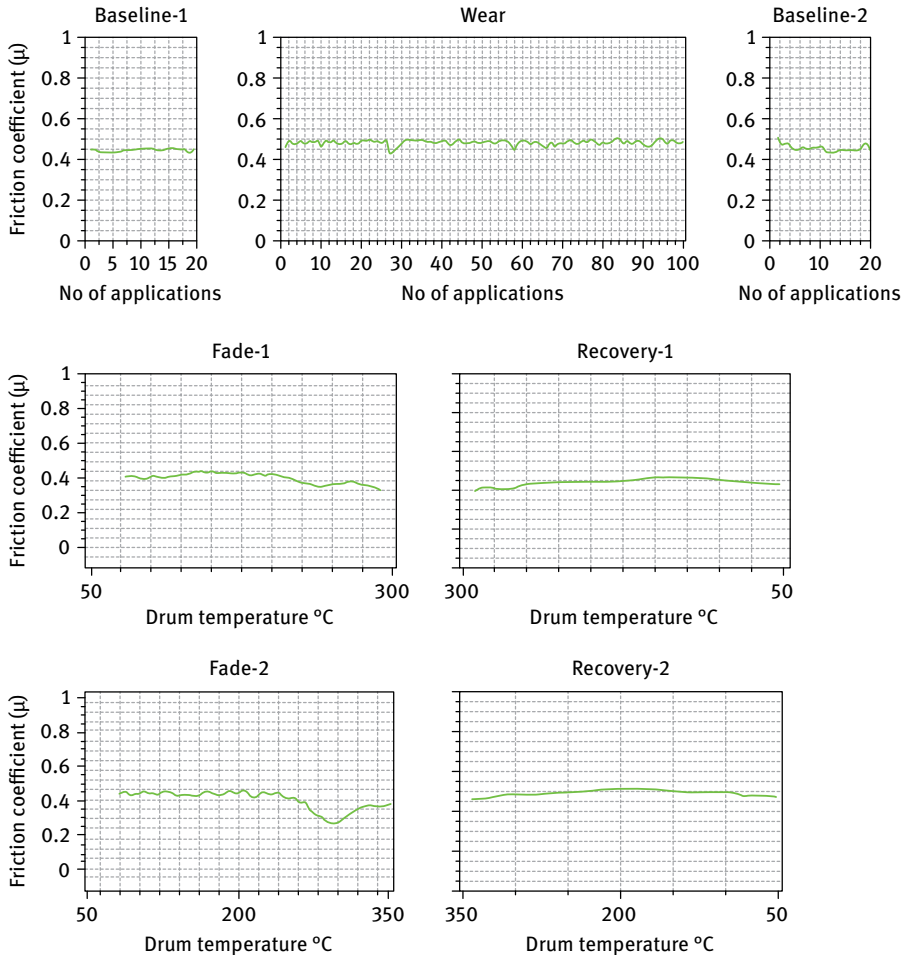 Baseline-1
Wear
Baseline-2
Friction coefficient (µ)
1
0.8
0.6
0.4
0.2
0
0 5 10 15 20
No of applications
1
0.8
0.6
0.4
0.2
0
0 10 20 30 40 50 60 70 80 90 100
No of applications
1
0.8
0.6
0.4
0.2
0
0 10 20
No of applications
Fade-1
Recovery-1
Friction coefficient (µ)
1
0.8
0.6
0.4
0.2
0
50 300
Drum temperature °C
300 50
Drum temperature °C
Fade-2
Recovery-2
Friction coefficient (µ)
1
0.8
0.6
0.4
0.2
0
50 200 350
Drum temperature °C
350 200 50
Drum temperature °C